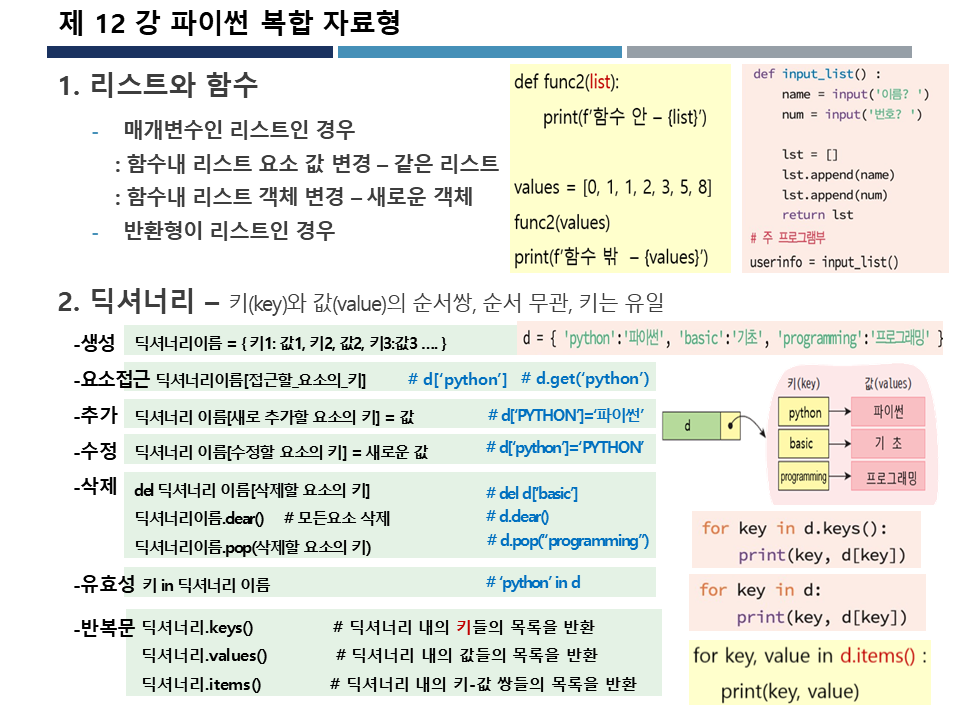 제 12 강 파이썬 복합 자료형
1. 리스트와 함수
- 매개변수인 리스트인 경우
: 함수내 리스트 요소 값 변경 – 같은 리스트
: 함수내 리스트 객체 변경 – 새로운 객체
- 반환형이 리스트인 경우
def func2(list):
print(f'함수 안 – {list}')
values = [0, 1, 1, 2, 3, 5, 8]
func2(values)
print(f'함수 밖 – {values}')
def input_list() :
name = input('이름? ')
num = input('번호? ')
lst = []
lst.append(name)
lst.append(num)
return lst
# 주 프로그램부
userinfo = input_list()
2. 딕셔너리 – 키(key)와 값(value)의 순서쌍, 순서 무관, 키는 유일
-생성 딕셔너리이름 = { 키1: 값1, 키2, 값2, 키3:값3 .... }
d = { 'python':'파이썬', 'basic':'기초', 'programming':'프로그래밍' }
-요소접근 딕셔너리이름[접근할_요소의_키] # d['python'] # d.get('python')
-추가 딕셔너리 이름[새로 추가할 요소의 키] = 값 # d['PYTHON']='파이썬'
-수정 딕셔너리 이름[수정할 요소의 키] = 새로운 값 # d['python']='PYTHON'
-삭제 del 딕셔너리 이름[삭제할 요소의 키] # del d['basic']
딕셔너리이름.clear() # 모든요소 삭제 # d.clear()
딕셔너리이름.pop(삭제할 요소의 키) # d.pop("programming")
-유효성 키 in 딕셔너리 이름 # 'python' in d
-반복문 딕셔너리.keys() # 딕셔너리 내의 키들의 목록을 반환
딕셔너리.values() # 딕셔너리 내의 값들의 목록을 반환
딕셔너리.items() # 딕셔너리 내의 키-값 쌍들의 목록을 반환
키(key) 값(values)
d
python 파이썬
basic 기 초
programming 프로그래밍
for key in d.keys():
print(key, d[key])
for key in d:
print(key, d[key])
for key, value in d.items() :
print(key, value)